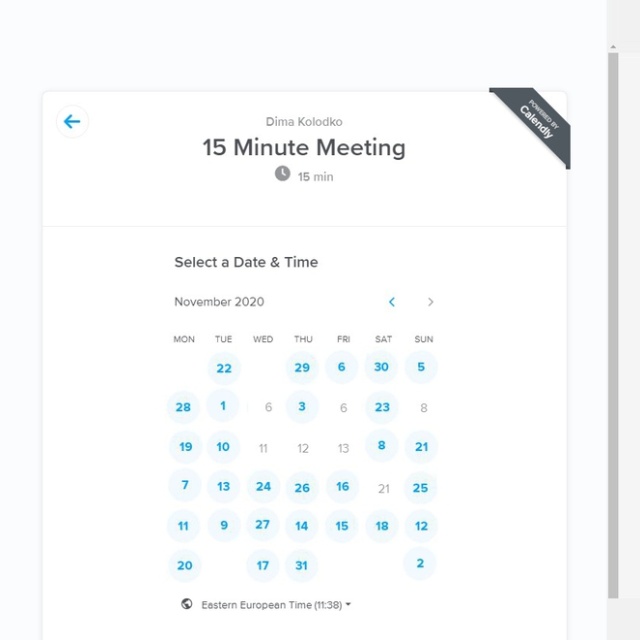 POWERED BY
Calendly
Dima Kolodko
15 Minute Meeting
15 min
Select a Date & Time
November 2020
MON TUE WED THU FRI SAT SUN
22 29 6 30 5
28 1 6 3 6 23 8
19 10 11 12 13 8 21
7 13 24 26 16 21 25
11 9 27 14 15 18 12
20 17 31 2
Eastern European Time (11:38)